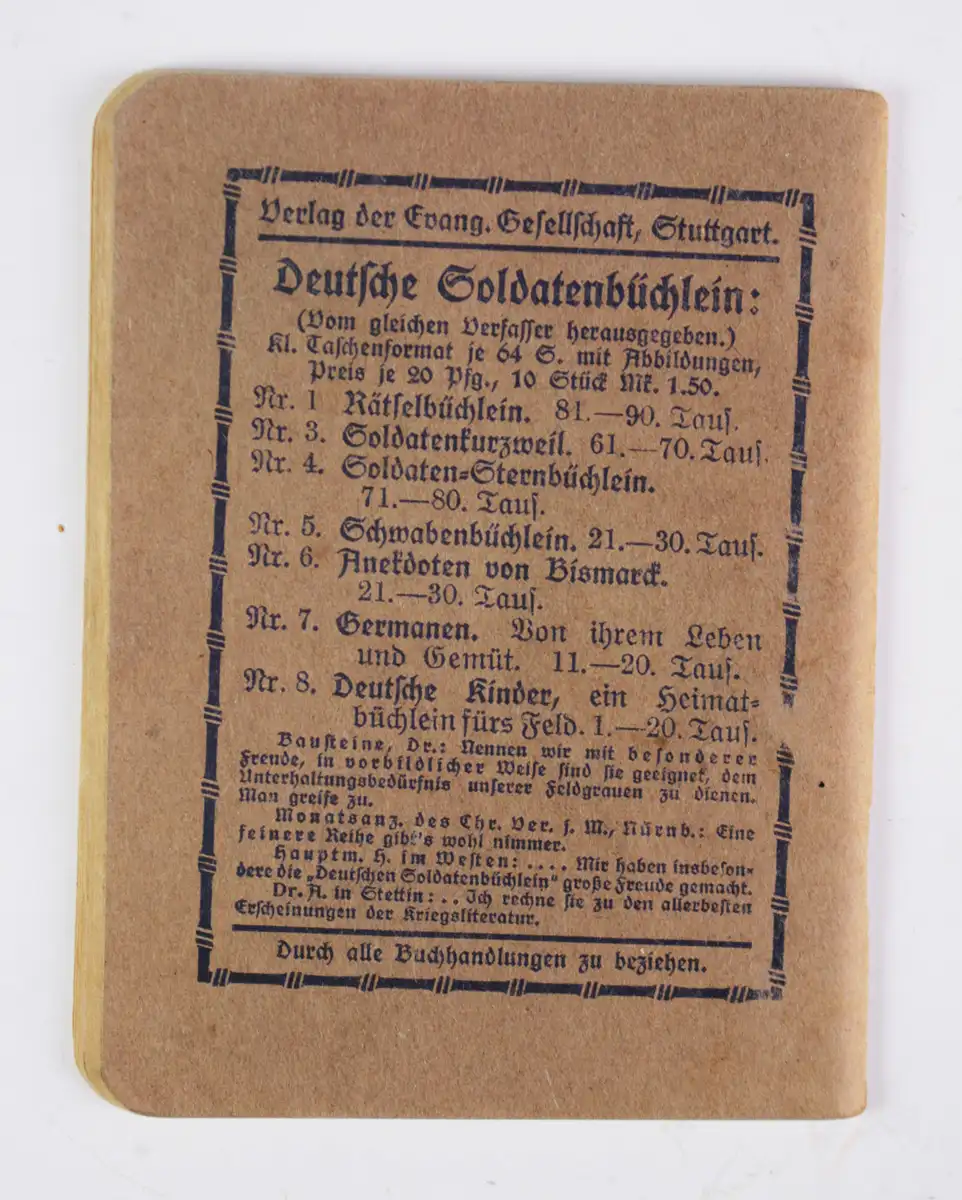 Verlag der Evang. Gesellschaft, Stuttgart.
Deutsche Soldatenbüchlein:
(Vom gleichen Verfasser herausgegeben.)
Kl. Taschenformat je 64 S. mit Abbildungen,
Preis je 20 Pfg., 10 Stück Mk. 1.50.
Nr. 1 Rätselbüchlein. 81.—90. Taus.
Nr. 3. Soldatenkurzweil. 61.—70. Taus.
Nr. 4. Soldaten-Sternbüchlein.
71.—80. Taus.
Nr. 5. Schwabenbüchlein. 21.—30. Taus.
Nr. 6. Anekdoten von Bismarck.
21.—30. Taus.
Nr. 7. Germanen. Von ihrem Leben
und Gemüt. 11.—20. Taus.
Nr. 8. Deutsche Kinder, ein Heimat-
büchlein fürs Feld. 1.—20. Taus.
Bausteine, Dr.: Nennen wir mit besonderer
Freude, in vorbildlicher Weise sind sie geeignet, dem
Unterhaltungsbedürfnis unserer Feldgrauen zu dienen.
Man greife zu.
Monatsanz. des Chr. Ver. j. M., Nürnb.: Eine
feinere Reihe gibt's wohl nimmer.
Hauptm. H. im Westen: .... Mir haben insbeson-
dere die „Deutschen Soldatenbüchlein" große Freude gemacht.
Dr. A. in Stettin: .. Ich rechne sie zu den allerbesten
Erscheinungen der Kriegsliteratur.
Durch alle Buchhandlungen zu beziehen.